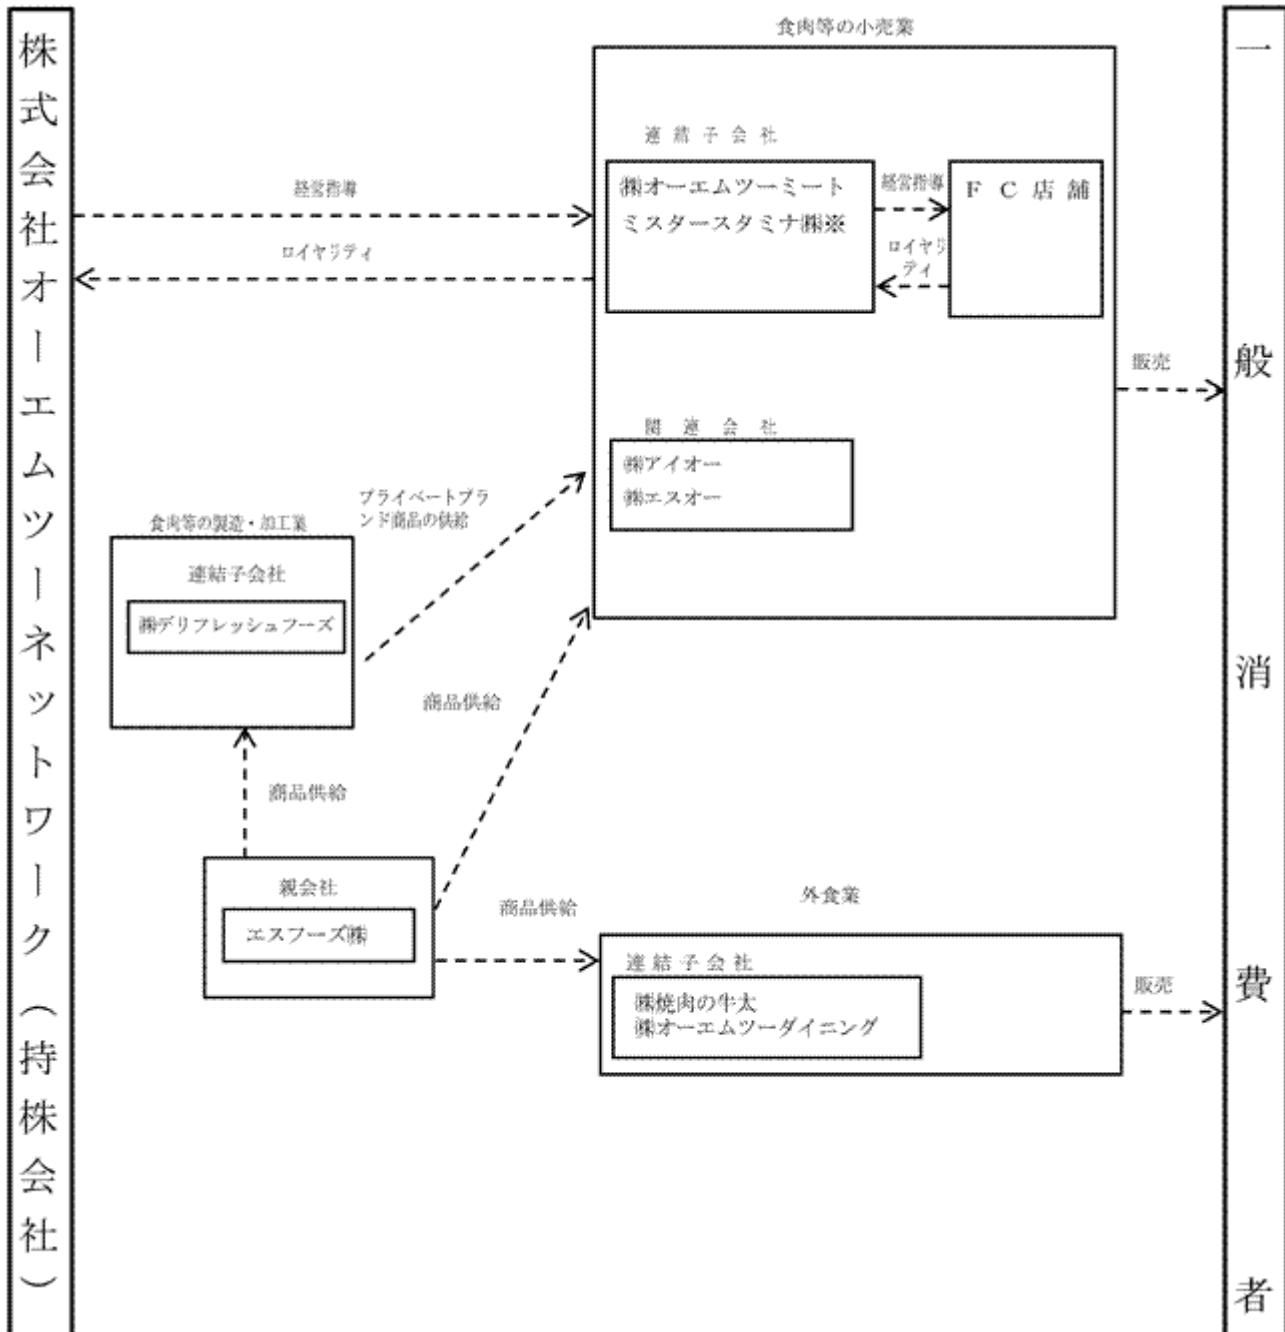 株式会社オーエムツーネットワーク（持株会社）
食肉等の小売業
連結子会社
㈱オーエムツーミート
ミスタースタミナ㈱※
経営指導
ロイヤリ
ティ
FC店舗
経営指導
ロイヤリティ
関連会社
㈱アイオー
㈱エスオー
販売
プライベートブラ
ンド商品の供給
食肉等の製造・加工業
連結子会社
㈱デリフレッシュフーズ
商品供給
商品供給
親会社
エスフーズ㈱
商品供給
外食業
連結子会社
㈱焼肉の牛太
㈱オーエムツーダイニング
販売
一般消費者